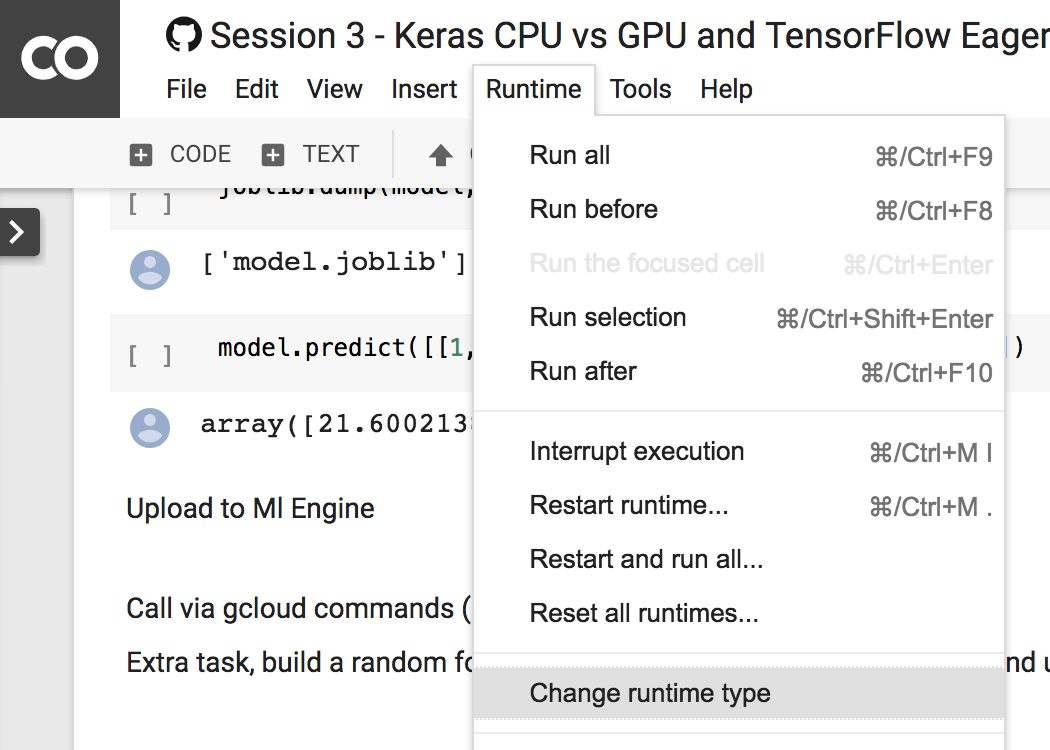 CO
Session 3 - Keras CPU vs GPU and TensorFlow Eager
File Edit View Insert Runtime Tools Help
CODE TEXT
Run all ⌘/Ctrl+F9
Run before ⌘/Ctrl+F8
Run the focused cell ⌘/Ctrl+Enter
Run selection ⌘/Ctrl+Shift+Enter
Run after ⌘/Ctrl+F10
Interrupt execution ⌘/Ctrl+M I
Restart runtime... ⌘/Ctrl+M .
Restart and run all...
Reset all runtimes...
Change runtime type
[ ] joblib.dump(model,
['model.joblib']
[ ] model.predict([[1, ])
array([21.600213
Upload to Ml Engine
Call via gcloud commands (
Extra task, build a random